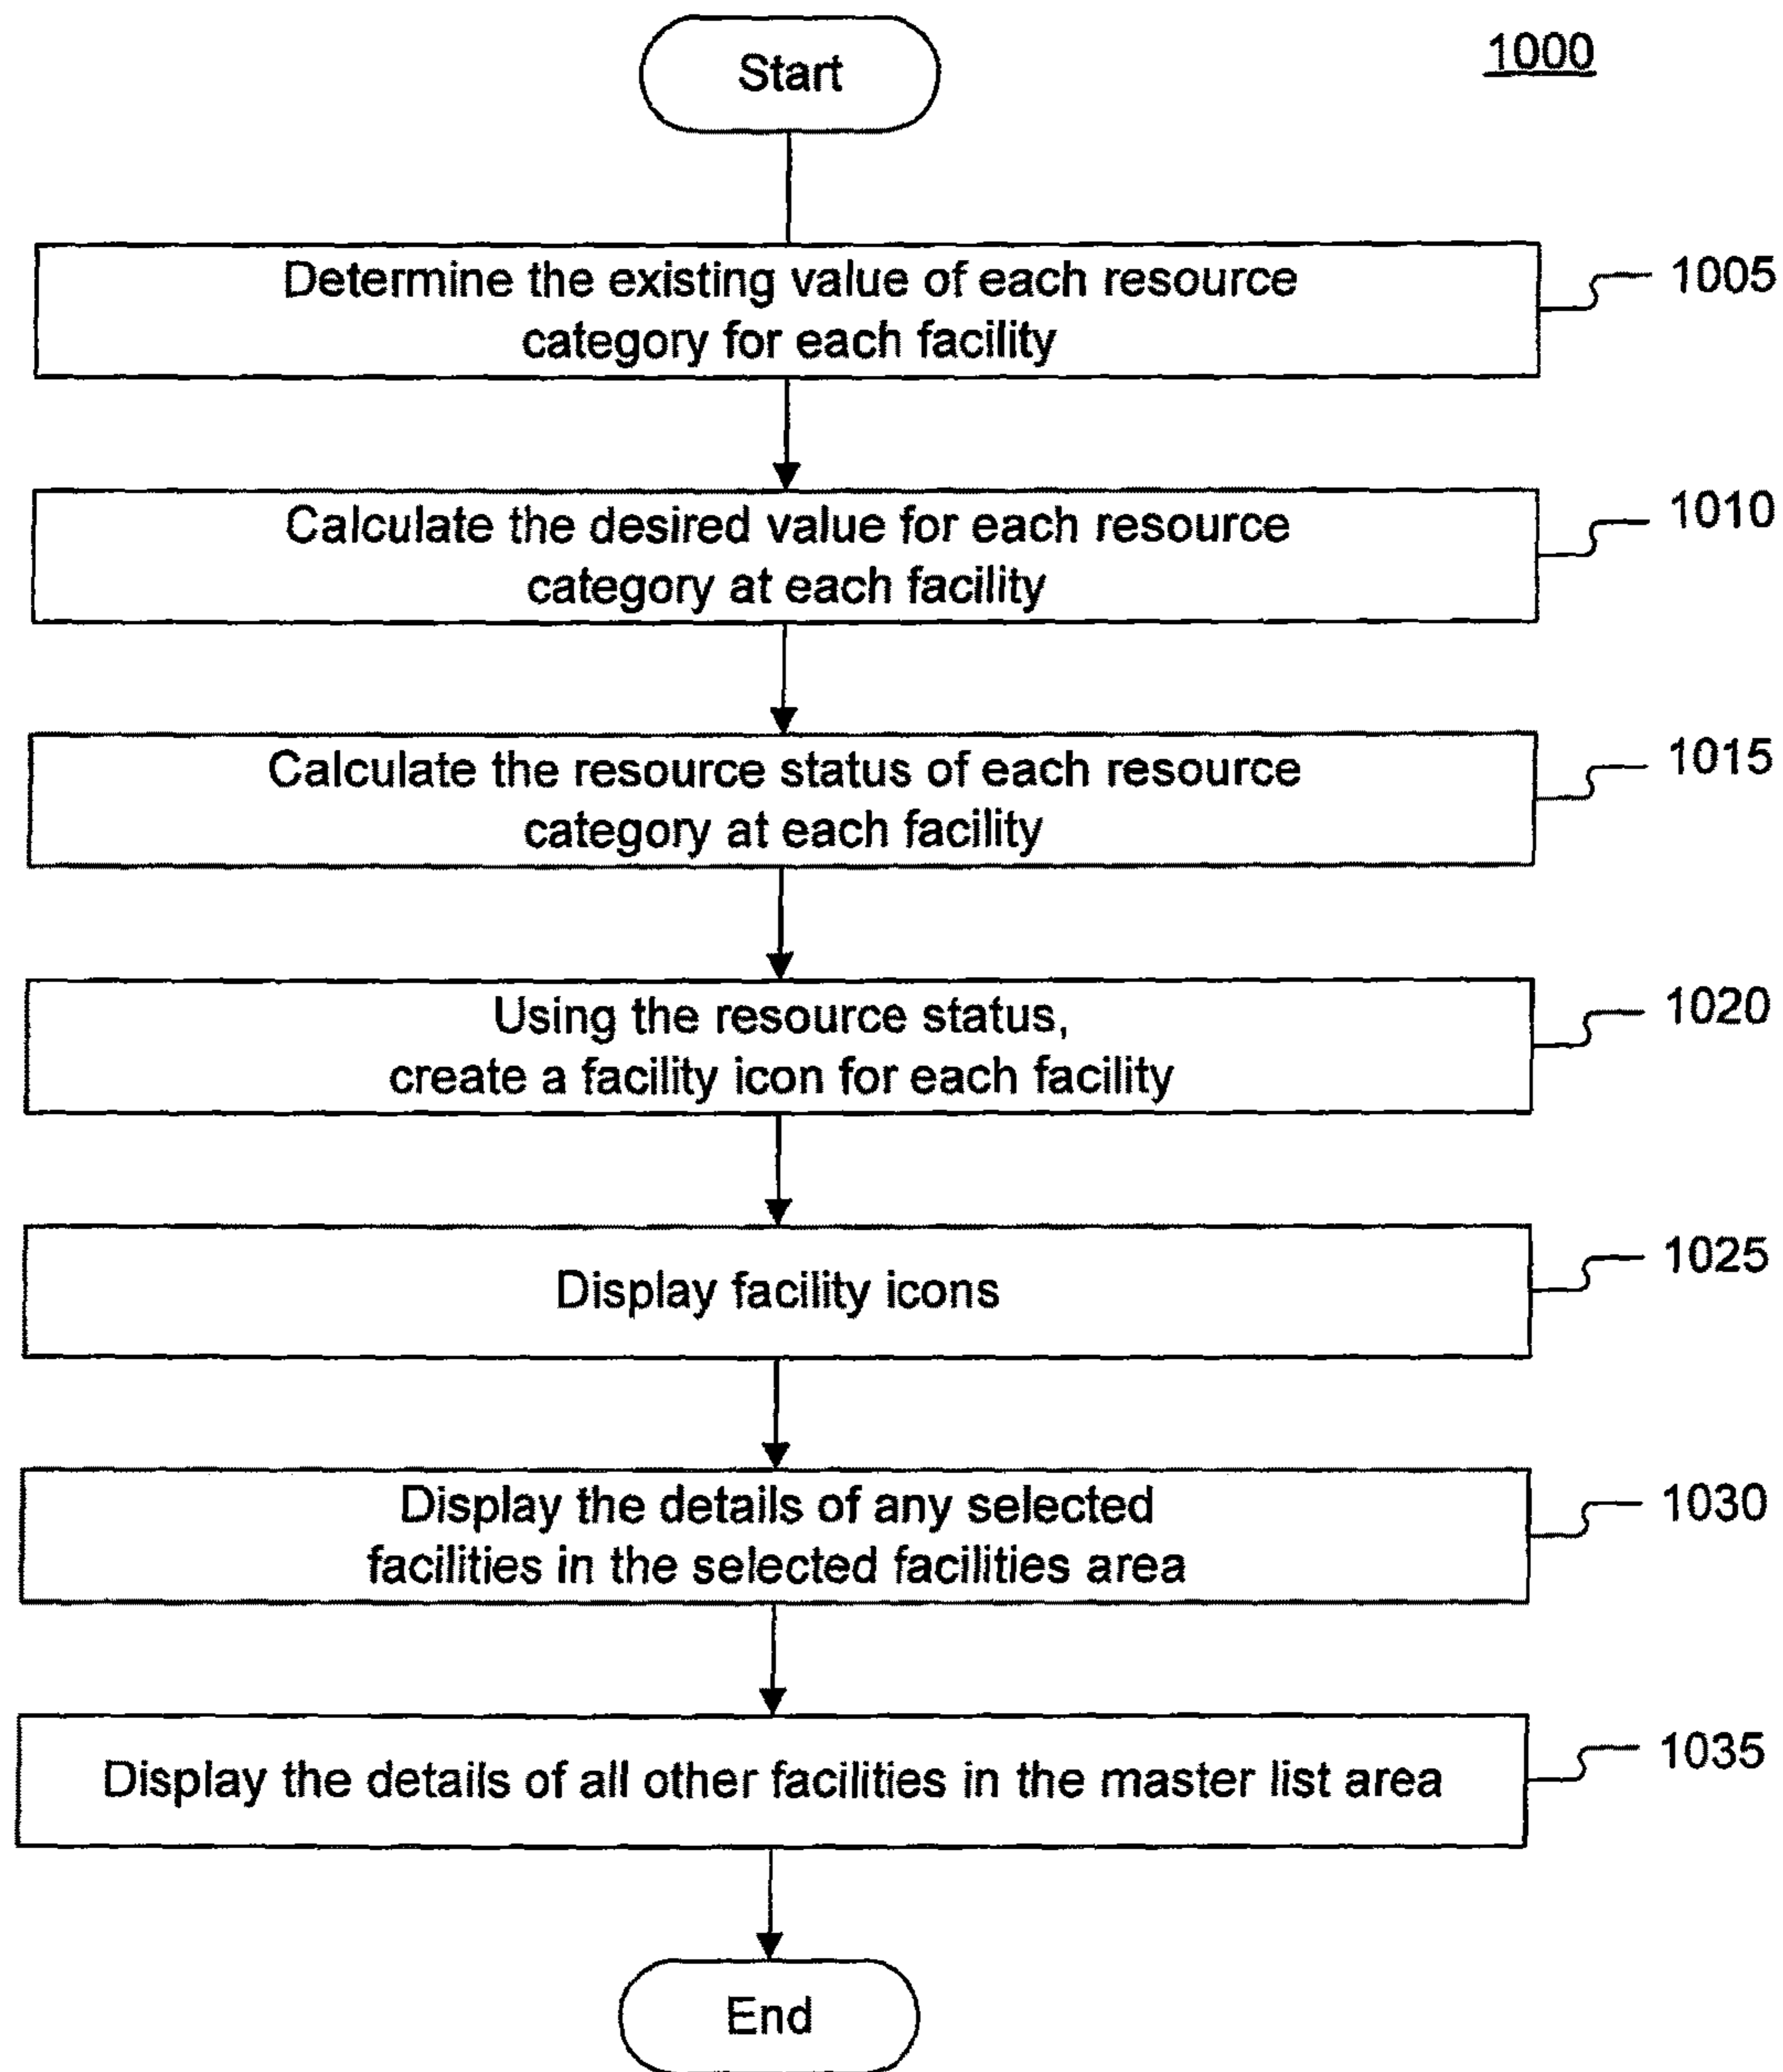 Start
1000
Determine the existing value of each resource
category for each facility
1005
Calculate the desired value for each resource
category at each facility
1010
Calculate the resource status of each resource
category at each facility
1015
Using the resource status,
create a facility icon for each facility
1020
Display facility icons
1025
Display the details of any selected
facilities in the selected facilities area
1030
Display the details of all other facilities in the master list area
1035
End